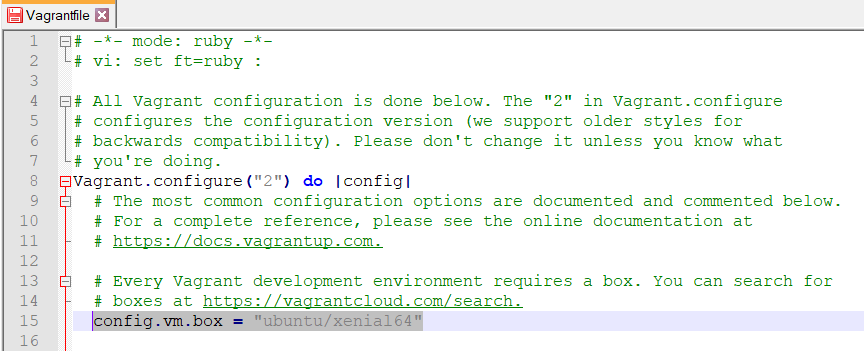 Vagrantfile
1 # -*- mode: ruby -*-
2 # vi: set ft=ruby :
3
4 # All Vagrant configuration is done below. The "2" in Vagrant.configure
5 # configures the configuration version (we support older styles for
6 # backwards compatibility). Please don't change it unless you know what
7 # you're doing.
8 Vagrant.configure("2") do |config|
9 # The most common configuration options are documented and commented below.
10 # For a complete reference, please see the online documentation at
11 # https://docs.vagrantup.com.
12
13 # Every Vagrant development environment requires a box. You can search for
14 # boxes at https://vagrantcloud.com/search.
15 config.vm.box = "ubuntu/xenial64"
16